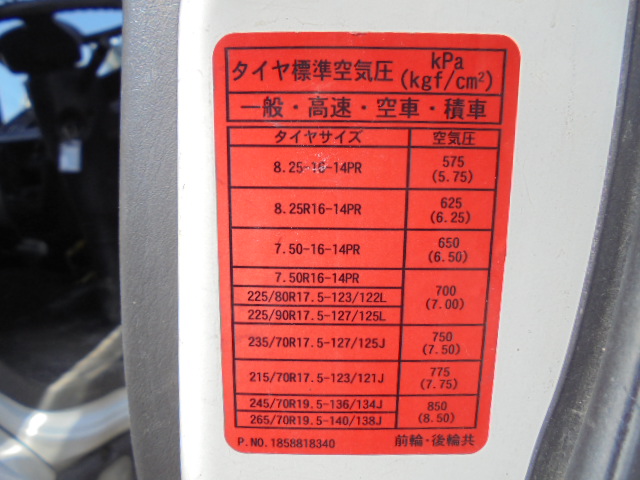 タイヤ標準空気圧 kPa (kgf/cm²)
一般・高速・空車・積車
タイヤサイズ 空気圧
8.25-16-14PR 575 (5.75)
8.25R16-14PR 625 (6.25)
7.50-16-14PR 650 (6.50)
7.50R16-14PR
225/80R17.5-123/122L 700 (7.00)
225/90R17.5-127/125L
235/70R17.5-127/125J 750 (7.50)
215/70R17.5-123/121J 775 (7.75)
245/70R19.5-136/134J 850 (8.50)
265/70R19.5-140/138J
P.NO.1858818340 前輪・後輪共